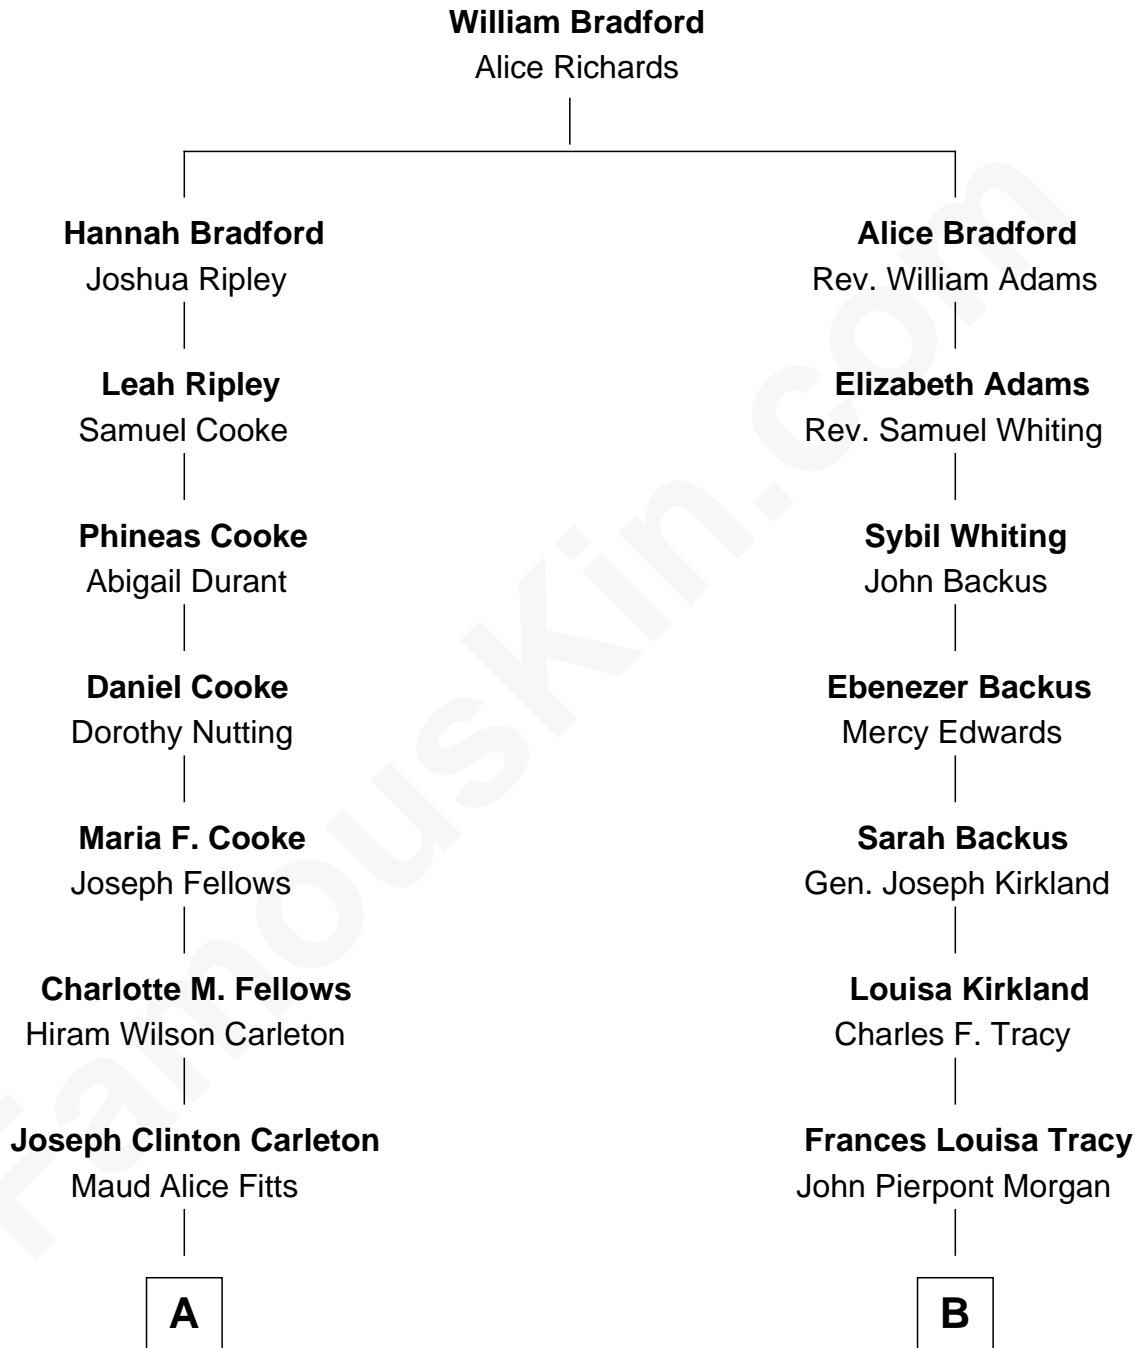 William Bradford
Alice Richards
Hannah Bradford
Joshua Ripley
Alice Bradford
Rev. William Adams
Leah Ripley
Samuel Cooke
Elizabeth Adams
Rev. Samuel Whiting
Phineas Cooke
Abigail Durant
Sybil Whiting
John Backus
Daniel Cooke
Dorothy Nutting
Ebenezer Backus
Mercy Edwards
Maria F. Cooke
Joseph Fellows
Sarah Backus
Gen. Joseph Kirkland
Charlotte M. Fellows
Hiram Wilson Carleton
Louisa Kirkland
Charles F. Tracy
Joseph Clinton Carleton
Maud Alice Fitts
Frances Louisa Tracy
John Pierpont Morgan
A
B
FamousKin.com